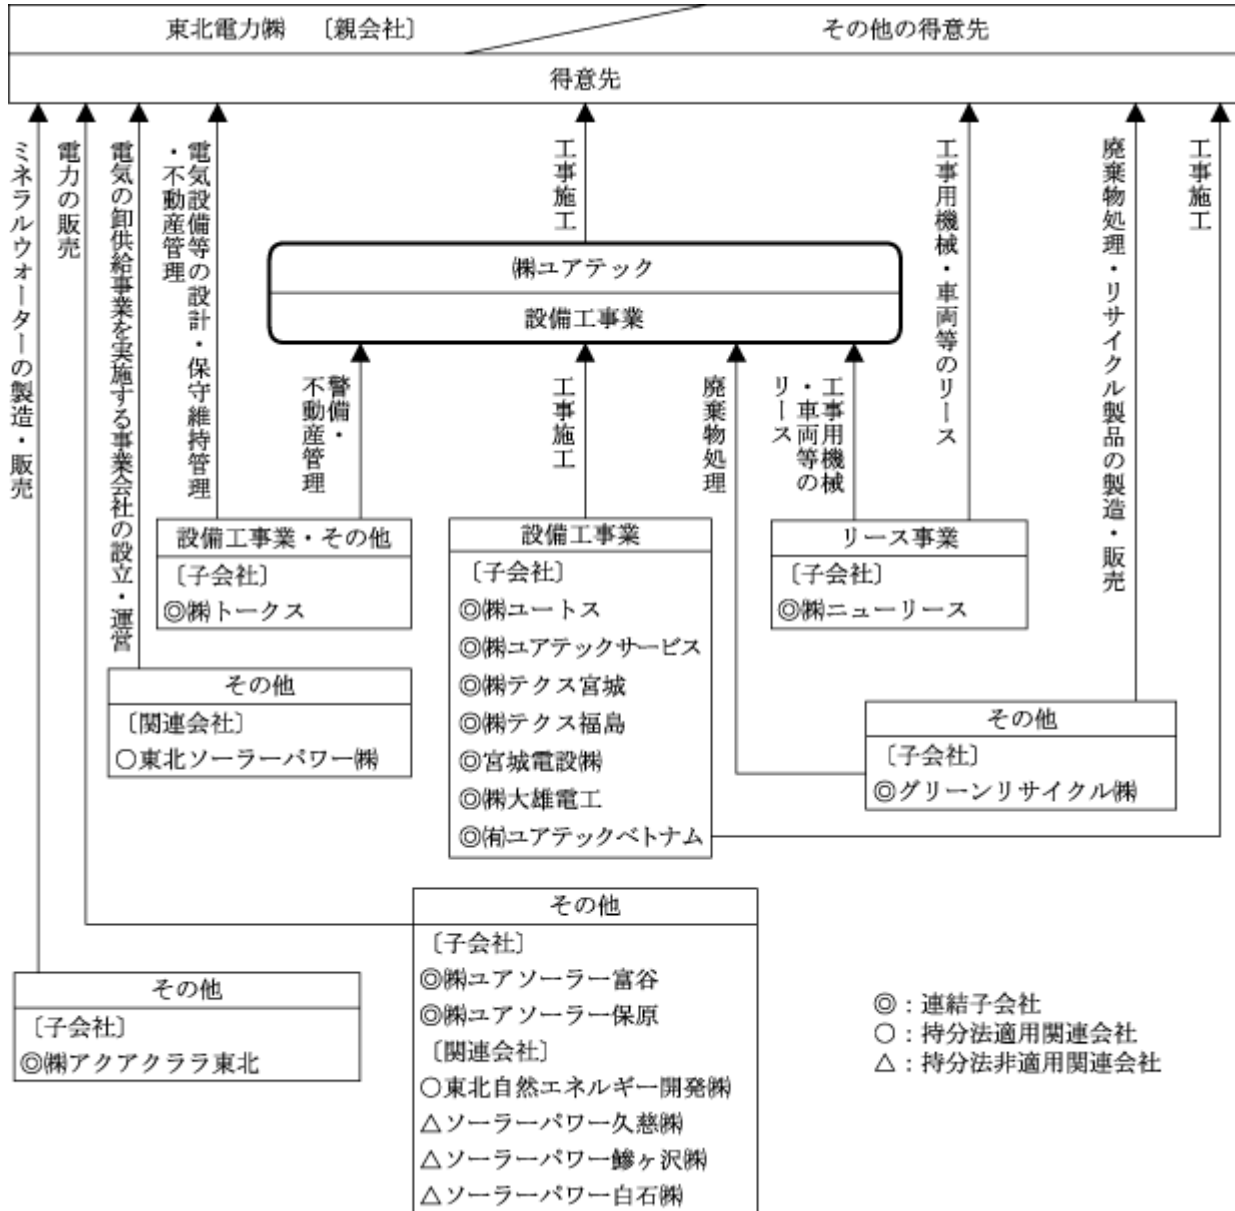 東北電力㈱ 〔親会社〕
その他の得意先
得意先
ミネラルウォーターの製造・販売
電力の販売
電気の卸供給事業を実施する事業会社の設立・運営
電気設備等の設計・保守維持管理
・不動産管理
工事施工
工事用機械・車両等のリース
廃棄物処理・リサイクル製品の製造・販売
工事施工
㈱ユアテック
設備工事業
警備・
不動産管理
工事施工
廃棄物処理
工事用機械
・車両等の
リース
設備工事業・その他
〔子会社〕
◎㈱トークス
設備工事業
〔子会社〕
◎㈱ユートス
◎㈱ユアテックサービス
◎㈱テクス宮城
◎㈱テクス福島
◎宮城電設㈱
◎㈱大雄電工
◎㈲ユアテックベトナム
リース事業
〔子会社〕
◎㈱ニューリース
その他
〔関連会社〕
○東北ソーラーパワー㈱
その他
〔子会社〕
◎グリーンリサイクル㈱
その他
〔子会社〕
◎㈱ユアソーラー富谷
◎㈱ユアソーラー保原
〔関連会社〕
○東北自然エネルギー開発㈱
△ソーラーパワー久慈㈱
△ソーラーパワー鰺ヶ沢㈱
△ソーラーパワー白石㈱
その他
〔子会社〕
◎㈱アクアクララ東北
◎：連結子会社
○：持分法適用関連会社
△：持分法非適用関連会社